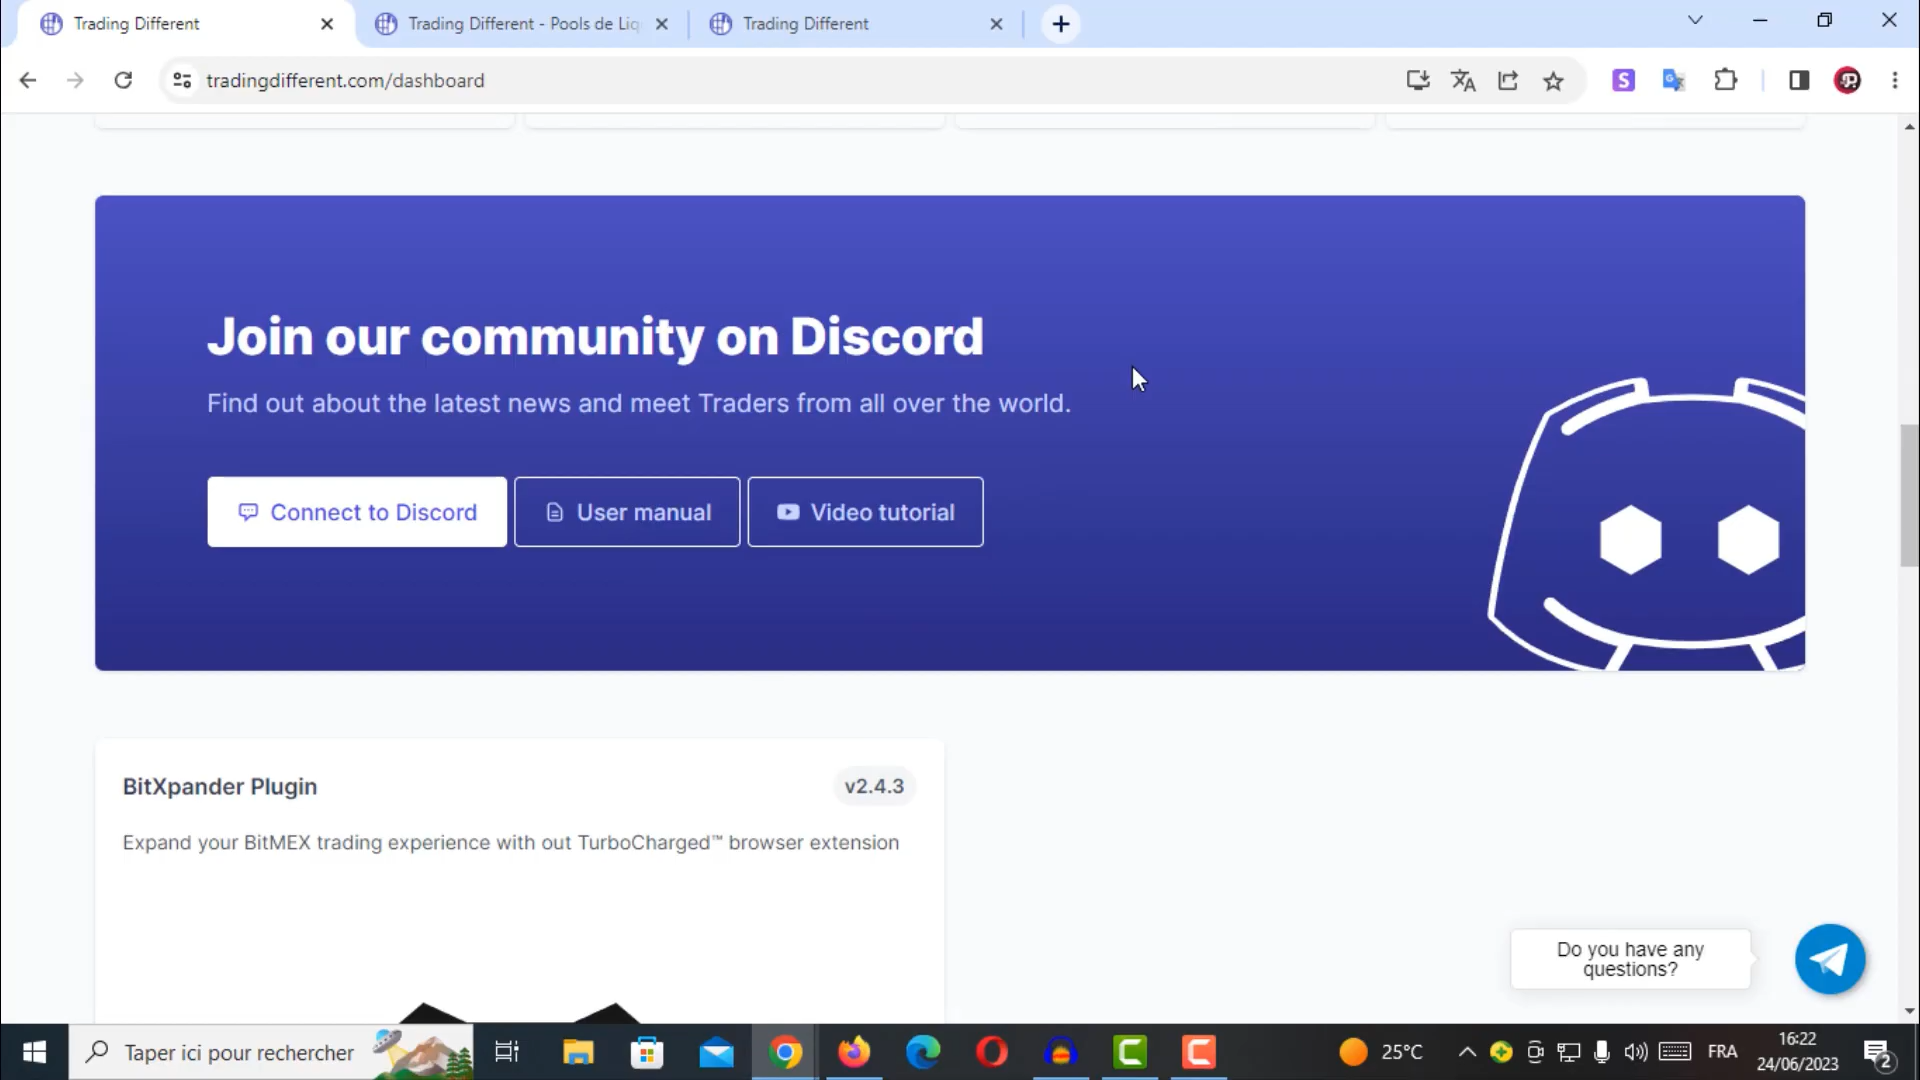 Trading Different
Trading Different - Pools de Liq
Trading Different
tradingdifferent.com/dashboard
Join our community on Discord
Find out about the latest news and meet Traders from all over the world.
Connect to Discord
User manual
Video tutorial
BitXpander Plugin
v2.4.3
Expand your BitMEX trading experience with out TurboCharged™ browser extension
Do you have any
questions?
Taper ici pour rechercher
25°C
FRA
16:22
24/06/2023
2